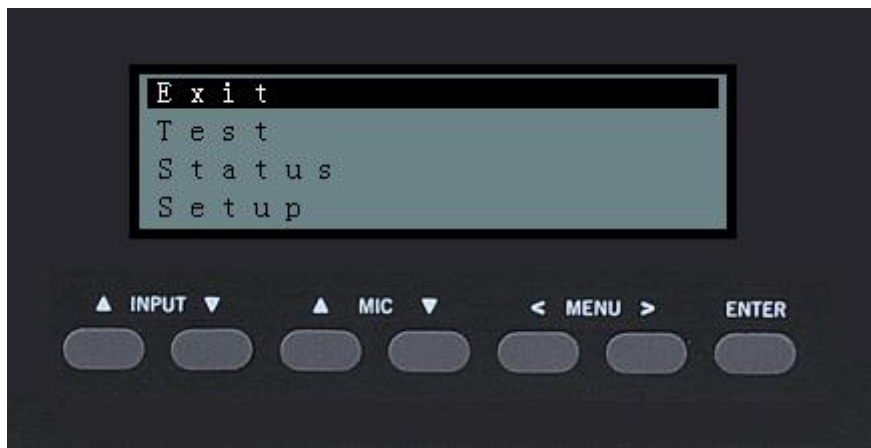 Exit
Test
Status
Setup
▲ INPUT ▼ ▲ MIC ▼ < MENU > ENTER